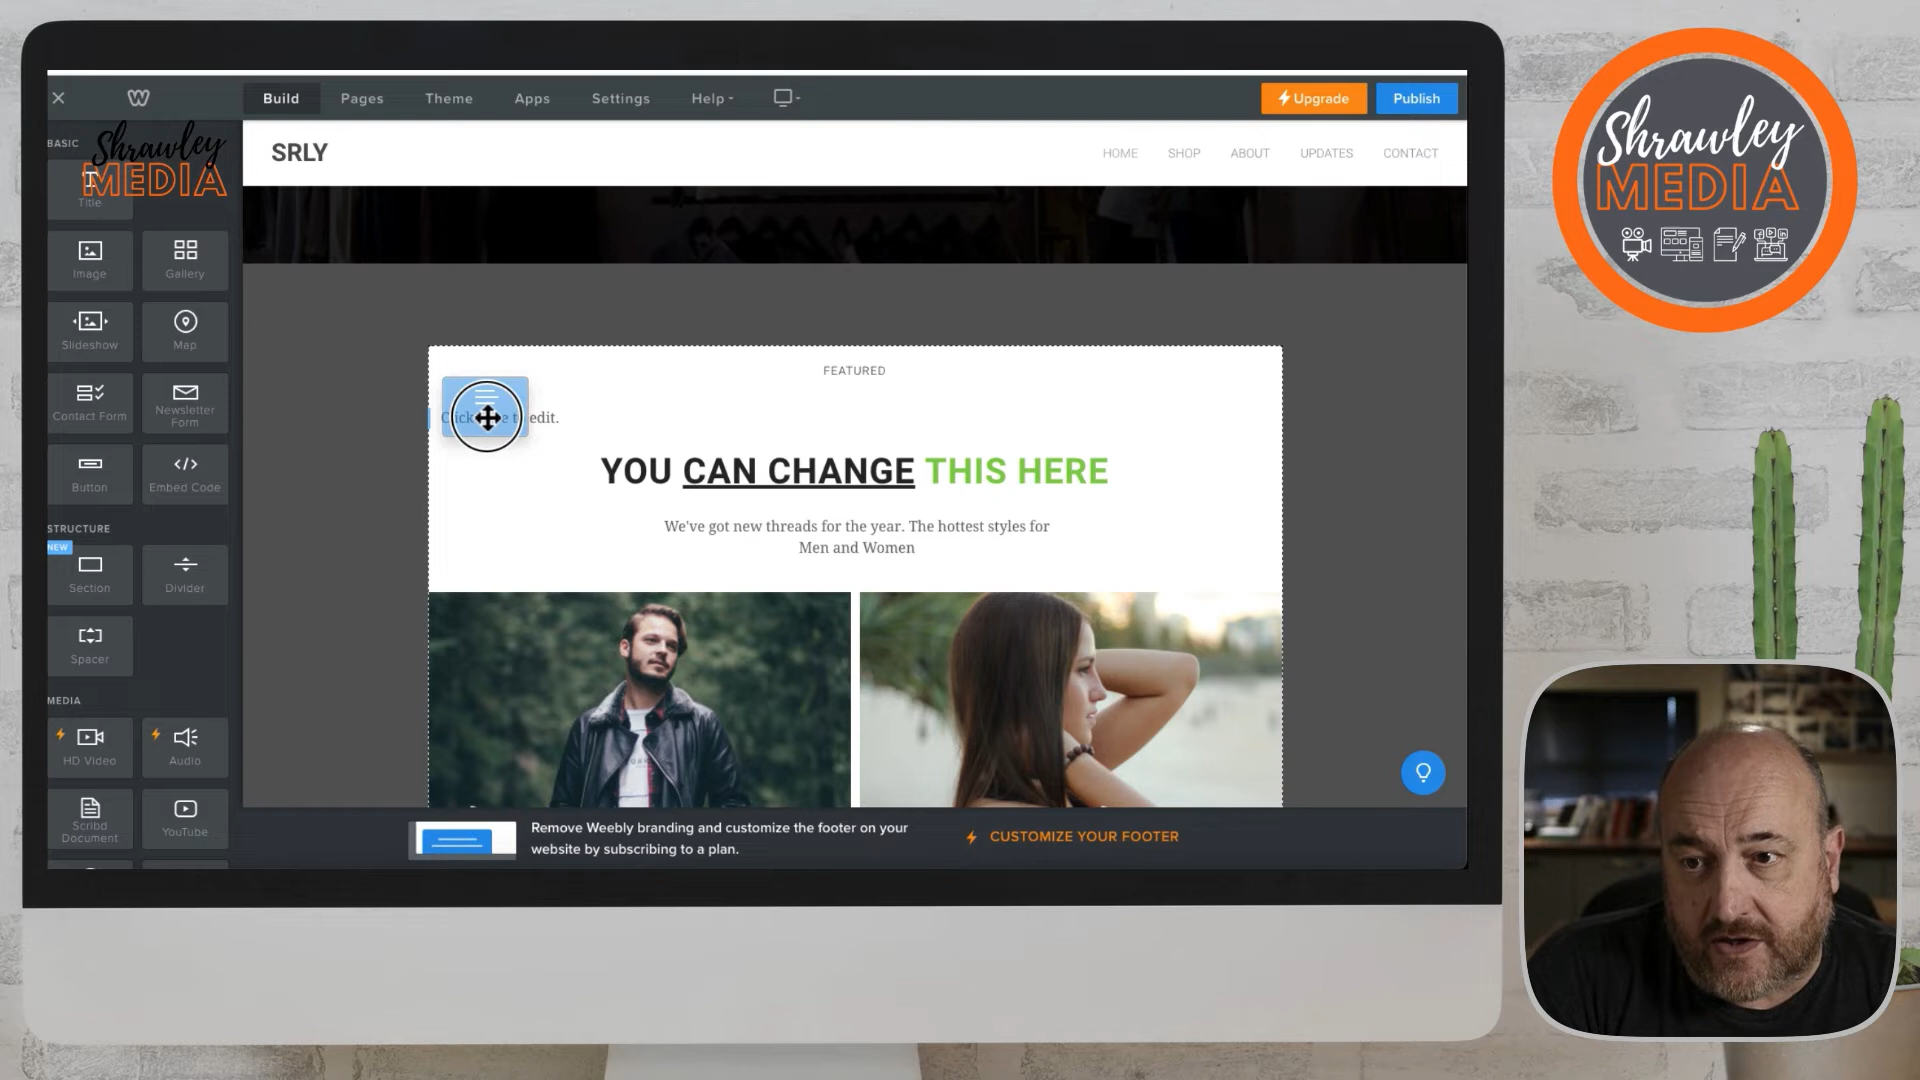 Build
Pages
Theme
Apps
Settings
Help
Upgrade
Publish
BASIC
Shrawley
MEDIA
Title
Image
Gallery
Slideshow
Map
Contact Form
Newsletter
Form
Button
Embed Code
STRUCTURE
NEW
Section
Divider
Spacer
MEDIA
HD Video
Audio
Scribd
Document
YouTube
SRLY
HOME
SHOP
ABOUT
UPDATES
CONTACT
FEATURED
Click to edit.
YOU CAN CHANGE THIS HERE
We've got new threads for the year. The hottest styles for
Men and Women
Remove Weebly branding and customize the footer on your
website by subscribing to a plan.
CUSTOMIZE YOUR FOOTER
Shrawley
MEDIA